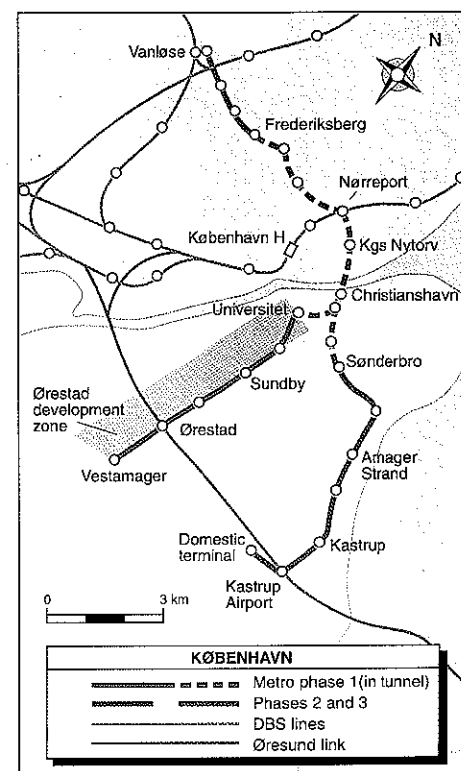 Vanløse
N
Frederiksberg
Nørreport
København H
Kgs Nytorv
Christianshavn
Universitet
Sønderbro
Sundby
Ørestad
development
zone
Ørestad
Amager
Strand
Vestamager
Domestic
terminal
Kastrup
Kastrup
Airport
0 3 km
KØBENHAVN
Metro phase 1(in tunnel)
Phases 2 and 3
DBS lines
Øresund link